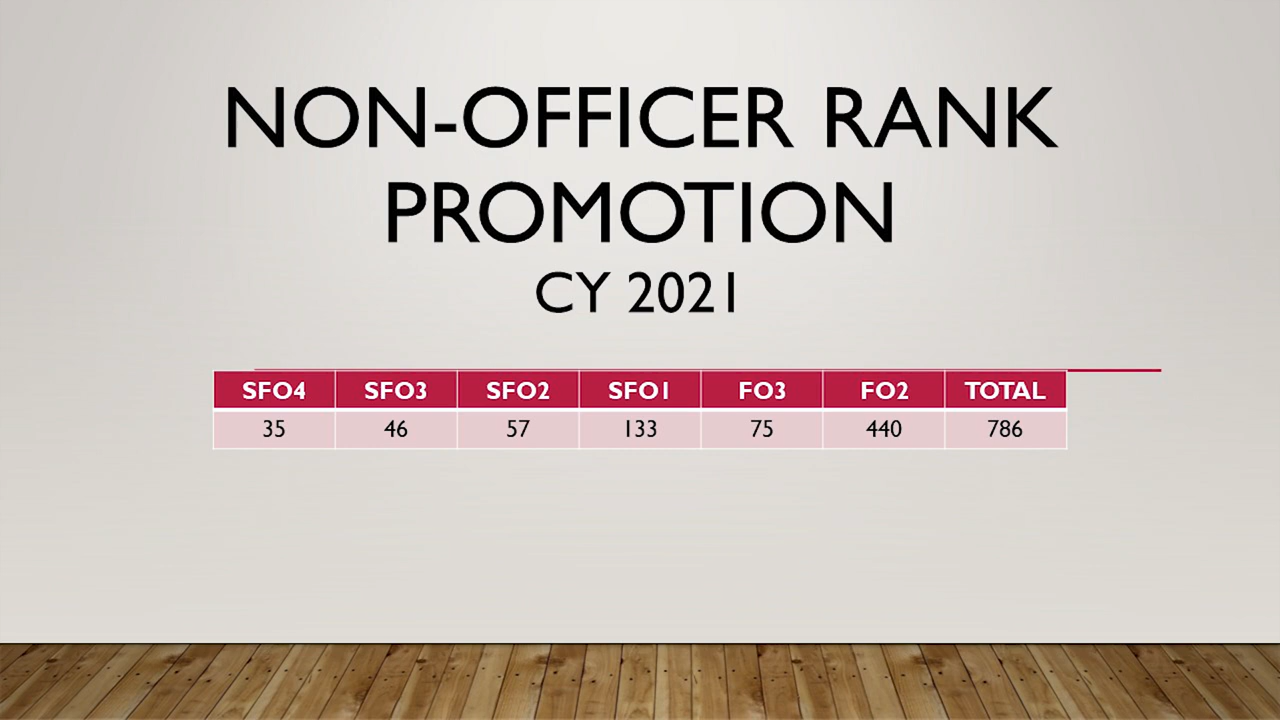 NON-OFFICER RANK
PROMOTION
CY 2021
SFO4 SFO3 SFO2 SFO1 FO3 FO2 TOTAL
35 46 57 133 75 440 786